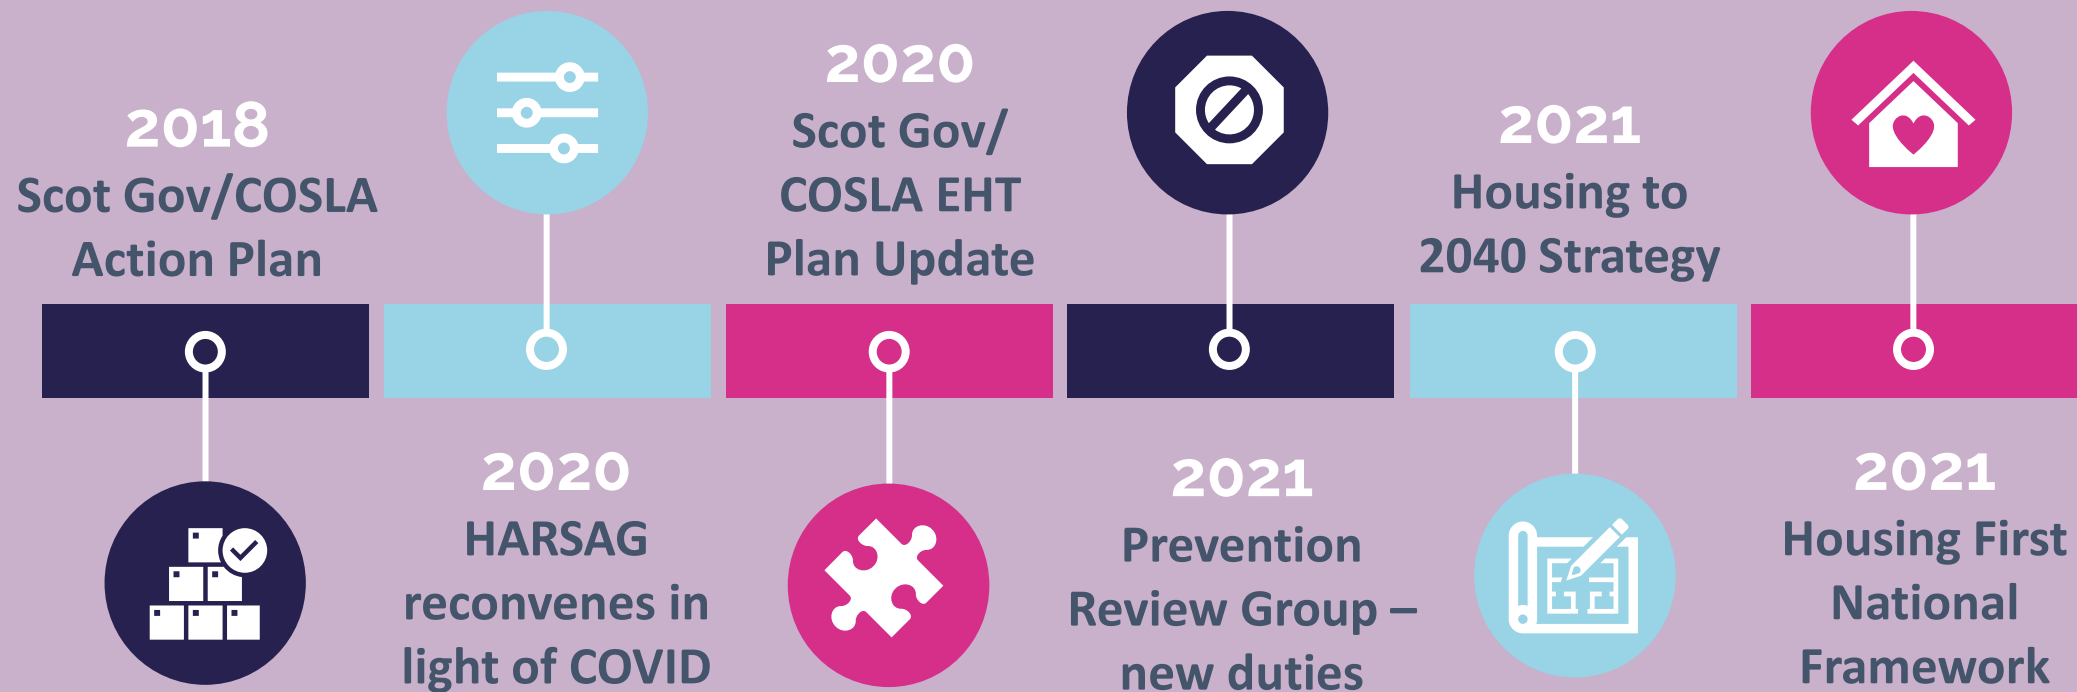 2018
Scot Gov/COSLA
Action Plan
2020
HARSAG
reconvenes in
light of COVID
2020
Scot Gov/
COSLA EHT
Plan Update
2021
Prevention
Review Group –
new duties
2021
Housing to
2040 Strategy
2021
Housing First
National
Framework